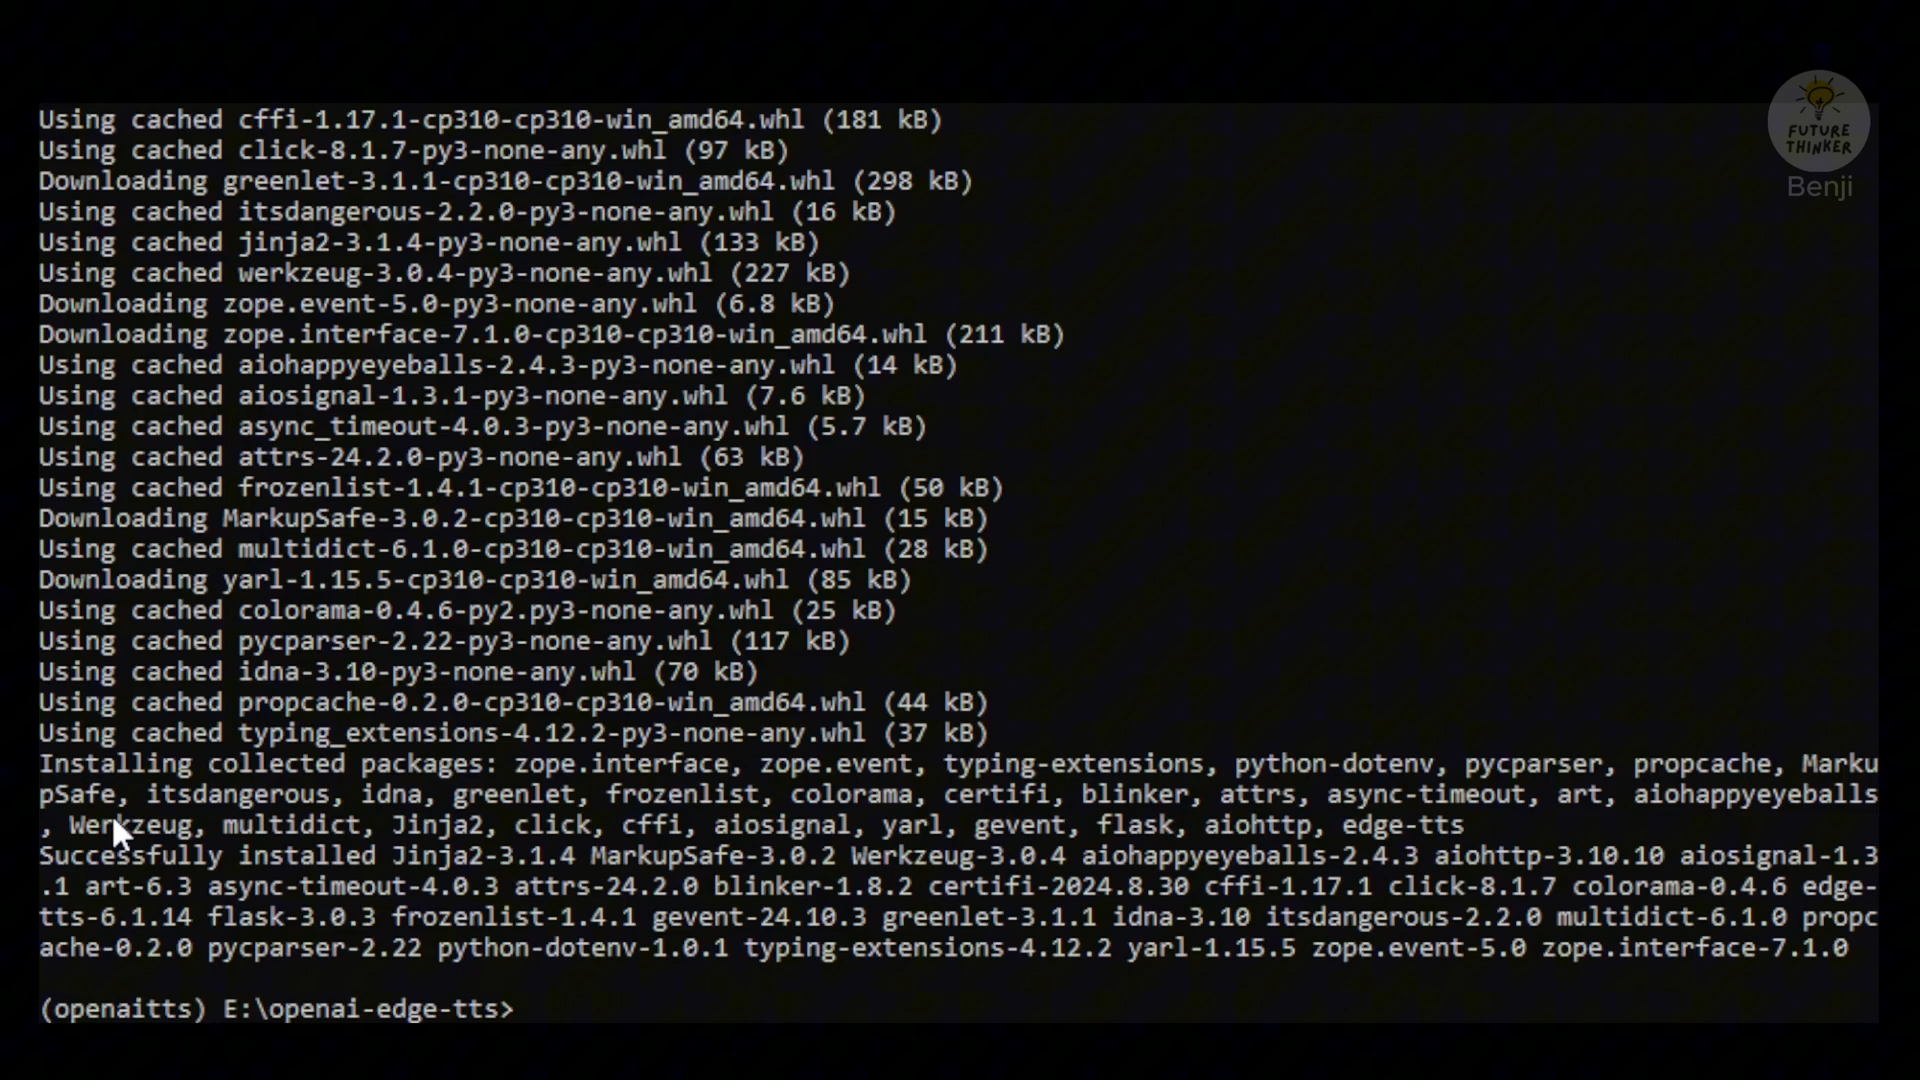 Using cached cffi-1.17.1-cp310-cp310-win_amd64.whl (181 kB)
Using cached click-8.1.7-py3-none-any.whl (97 kB)
Downloading greenlet-3.1.1-cp310-cp310-win_amd64.whl (298 kB)
Using cached itsdangerous-2.2.0-py3-none-any.whl (16 kB)
Using cached jinja2-3.1.4-py3-none-any.whl (133 kB)
Using cached werkzeug-3.0.4-py3-none-any.whl (227 kB)
Downloading zope.event-5.0-py3-none-any.whl (6.8 kB)
Downloading zope.interface-7.1.0-cp310-cp310-win_amd64.whl (211 kB)
Using cached aiohappyeyeballs-2.4.3-py3-none-any.whl (14 kB)
Using cached aiosignal-1.3.1-py3-none-any.whl (7.6 kB)
Using cached async_timeout-4.0.3-py3-none-any.whl (5.7 kB)
Using cached attrs-24.2.0-py3-none-any.whl (63 kB)
Using cached frozenlist-1.4.1-cp310-cp310-win_amd64.whl (50 kB)
Downloading MarkupSafe-3.0.2-cp310-cp310-win_amd64.whl (15 kB)
Using cached multidict-6.1.0-cp310-cp310-win_amd64.whl (28 kB)
Downloading yarl-1.15.5-cp310-cp310-win_amd64.whl (85 kB)
Using cached colorama-0.4.6-py2.py3-none-any.whl (25 kB)
Using cached pycparser-2.22-py3-none-any.whl (117 kB)
Using cached idna-3.10-py3-none-any.whl (70 kB)
Using cached propcache-0.2.0-cp310-cp310-win_amd64.whl (44 kB)
Using cached typing_extensions-4.12.2-py3-none-any.whl (37 kB)
Installing collected packages: zope.interface, zope.event, typing-extensions, python-dotenv, pycparser, propcache, Marku
pSafe, itsdangerous, idna, greenlet, frozenlist, colorama, certifi, blinker, attrs, async-timeout, art, aiohappyeyeballs
, Werkzeug, multidict, Jinja2, click, cffi, aiosignal, yarl, gevent, flask, aiohttp, edge-tts
Successfully installed Jinja2-3.1.4 MarkupSafe-3.0.2 Werkzeug-3.0.4 aiohappyeyeballs-2.4.3 aiohttp-3.10.10 aiosignal-1.3
.1 art-6.3 async-timeout-4.0.3 attrs-24.2.0 blinker-1.8.2 certifi-2024.8.30 cffi-1.17.1 click-8.1.7 colorama-0.4.6 edge-
tts-6.1.14 flask-3.0.3 frozenlist-1.4.1 gevent-24.10.3 greenlet-3.1.1 idna-3.10 itsdangerous-2.2.0 multidict-6.1.0 propc
ache-0.2.0 pycparser-2.22 python-dotenv-1.0.1 typing-extensions-4.12.2 yarl-1.15.5 zope.event-5.0 zope.interface-7.1.0
(openaitts) E:\openai-edge-tts>
FUTURE
THINKER
Benji